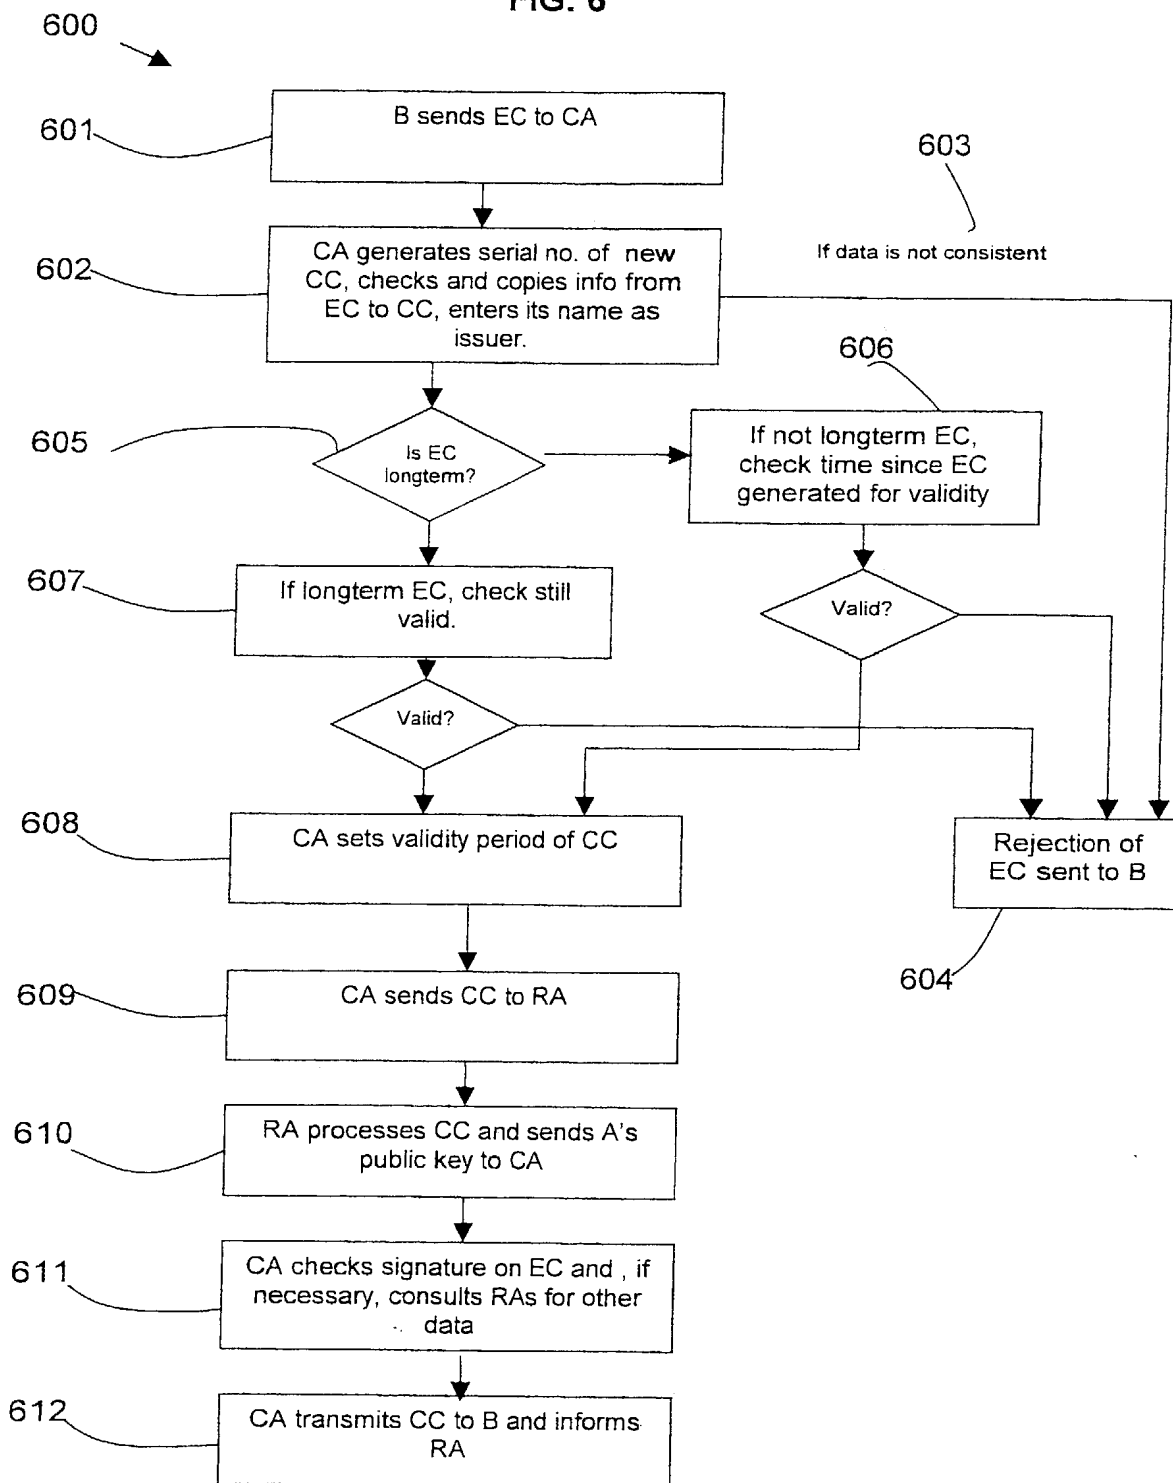 FIG. 6
600
601
B sends EC to CA
603
If data is not consistent
602
CA generates serial no. of new
CC, checks and copies info from
EC to CC, enters its name as
issuer.
606
605
Is EC
longterm?
If not longterm EC,
check time since EC
generated for validity
607
If longterm EC, check still
valid.
Valid?
Valid?
608
CA sets validity period of CC
Rejection of
EC sent to B
604
609
CA sends CC to RA
610
RA processes CC and sends A's
public key to CA
611
CA checks signature on EC and , if
necessary, consults RAs for other
data
612
CA transmits CC to B and informs
RA